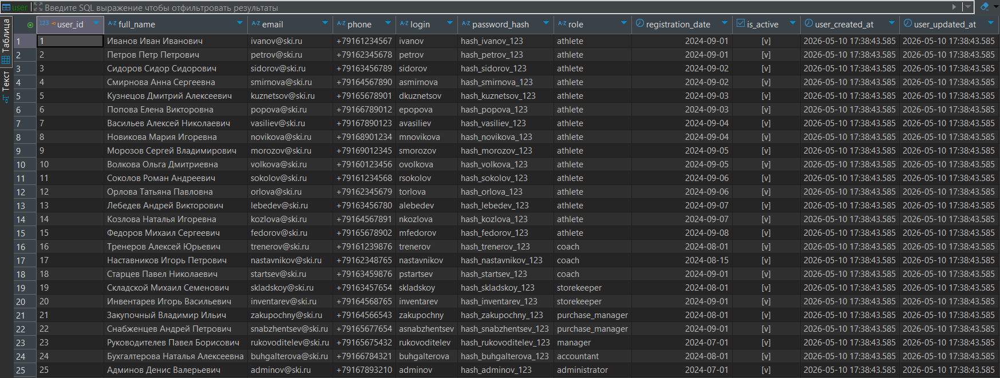 user Введите SQL выражение чтобы отфильтровать результаты
Таблица
Текст
123 user_id A-Z full_name A-Z email A-Z phone A-Z login A-Z password_hash A-Z role registration_date is_active user_created_at user_updated_at
1 1 Иванов Иван Иванович ivanov@ski.ru +79161234567 ivanov hash_ivanov_123 athlete 2024-09-01 [v] 2026-05-10 17:38:43.585 2026-05-10 17:38:43.585
2 2 Петров Петр Петрович petrov@ski.ru +79162345678 petrov hash_petrov_123 athlete 2024-09-01 [v] 2026-05-10 17:38:43.585 2026-05-10 17:38:43.585
3 3 Сидоров Сидор Сидорович sidorov@ski.ru +79163456789 sidorov hash_sidorov_123 athlete 2024-09-02 [v] 2026-05-10 17:38:43.585 2026-05-10 17:38:43.585
4 4 Смирнова Анна Сергеевна smirnova@ski.ru +79164567890 asmirnova hash_smirnova_123 athlete 2024-09-02 [v] 2026-05-10 17:38:43.585 2026-05-10 17:38:43.585
5 5 Кузнецов Дмитрий Алексеевич kuznetsov@ski.ru +79165678901 dkuznetsov hash_kuznetsov_123 athlete 2024-09-03 [v] 2026-05-10 17:38:43.585 2026-05-10 17:38:43.585
6 6 Попова Елена Викторовна popova@ski.ru +79166789012 epopova hash_popova_123 athlete 2024-09-03 [v] 2026-05-10 17:38:43.585 2026-05-10 17:38:43.585
7 7 Васильев Алексей Николаевич vasiliev@ski.ru +79167890123 avasiliev hash_vasiliev_123 athlete 2024-09-04 [v] 2026-05-10 17:38:43.585 2026-05-10 17:38:43.585
8 8 Новикова Мария Игоревна novikova@ski.ru +79168901234 mnovikova hash_novikova_123 athlete 2024-09-04 [v] 2026-05-10 17:38:43.585 2026-05-10 17:38:43.585
9 9 Морозов Сергей Владимирович morozov@ski.ru +79169012345 smorozov hash_morozov_123 athlete 2024-09-05 [v] 2026-05-10 17:38:43.585 2026-05-10 17:38:43.585
10 10 Волкова Ольга Дмитриевна volkova@ski.ru +79160123456 ovolkova hash_volkova_123 athlete 2024-09-05 [v] 2026-05-10 17:38:43.585 2026-05-10 17:38:43.585
11 11 Соколов Роман Андреевич sokolov@ski.ru +79161234568 rsokolov hash_sokolov_123 athlete 2024-09-06 [v] 2026-05-10 17:38:43.585 2026-05-10 17:38:43.585
12 12 Орлова Татьяна Павловна orlova@ski.ru +79162345679 torlova hash_orlova_123 athlete 2024-09-06 [v] 2026-05-10 17:38:43.585 2026-05-10 17:38:43.585
13 13 Лебедев Андрей Викторович lebedev@ski.ru +79163456780 alebedev hash_lebedev_123 athlete 2024-09-07 [v] 2026-05-10 17:38:43.585 2026-05-10 17:38:43.585
14 14 Козлова Наталья Игоревна kozlova@ski.ru +79164567891 nkozlova hash_kozlova_123 athlete 2024-09-07 [v] 2026-05-10 17:38:43.585 2026-05-10 17:38:43.585
15 15 Федоров Михаил Сергеевич fedorov@ski.ru +79165678902 mfedorov hash_fedorov_123 athlete 2024-09-08 [v] 2026-05-10 17:38:43.585 2026-05-10 17:38:43.585
16 16 Тренеров Алексей Юрьевич trenerov@ski.ru +79161239876 trenerov hash_trenerov_123 coach 2024-08-01 [v] 2026-05-10 17:38:43.585 2026-05-10 17:38:43.585
17 17 Наставников Игорь Петрович nastavnikov@ski.ru +79162348765 nastavnikov hash_nastavnikov_123 coach 2024-08-15 [v] 2026-05-10 17:38:43.585 2026-05-10 17:38:43.585
18 18 Старцев Павел Николаевич startsev@ski.ru +79163459876 pstartsev hash_startsev_123 coach 2024-09-01 [v] 2026-05-10 17:38:43.585 2026-05-10 17:38:43.585
19 19 Складской Михаил Семенович skladskoy@ski.ru +79163457654 skladskoy hash_skladskoy_123 storekeeper 2024-08-01 [v] 2026-05-10 17:38:43.585 2026-05-10 17:38:43.585
20 20 Инвентарев Игорь Васильевич inventarev@ski.ru +79164568765 inventarev hash_inventarev_123 storekeeper 2024-09-01 [v] 2026-05-10 17:38:43.585 2026-05-10 17:38:43.585
21 21 Закупочный Владимир Ильич zakupochny@ski.ru +79164566543 zakupochny hash_zakupochny_123 purchase_manager 2024-08-01 [v] 2026-05-10 17:38:43.585 2026-05-10 17:38:43.585
22 22 Снабженцев Андрей Петрович snabzhentsev@ski.ru +79165677654 asnabzhentsev hash_snabzhentsev_123 purchase_manager 2024-09-01 [v] 2026-05-10 17:38:43.585 2026-05-10 17:38:43.585
23 23 Руководителев Павел Борисович rukovoditelev@ski.ru +79165675432 rukovoditelev hash_rukovoditelev_123 manager 2024-07-01 [v] 2026-05-10 17:38:43.585 2026-05-10 17:38:43.585
24 24 Бухгалтерова Наталья Алексеевна buhgalterova@ski.ru +79166784321 buhgalterova hash_buhgalterova_123 accountant 2024-08-01 [v] 2026-05-10 17:38:43.585 2026-05-10 17:38:43.585
25 25 Админов Денис Валерьевич adminov@ski.ru +79167893210 adminov hash_adminov_123 administrator 2024-07-01 [v] 2026-05-10 17:38:43.585 2026-05-10 17:38:43.585